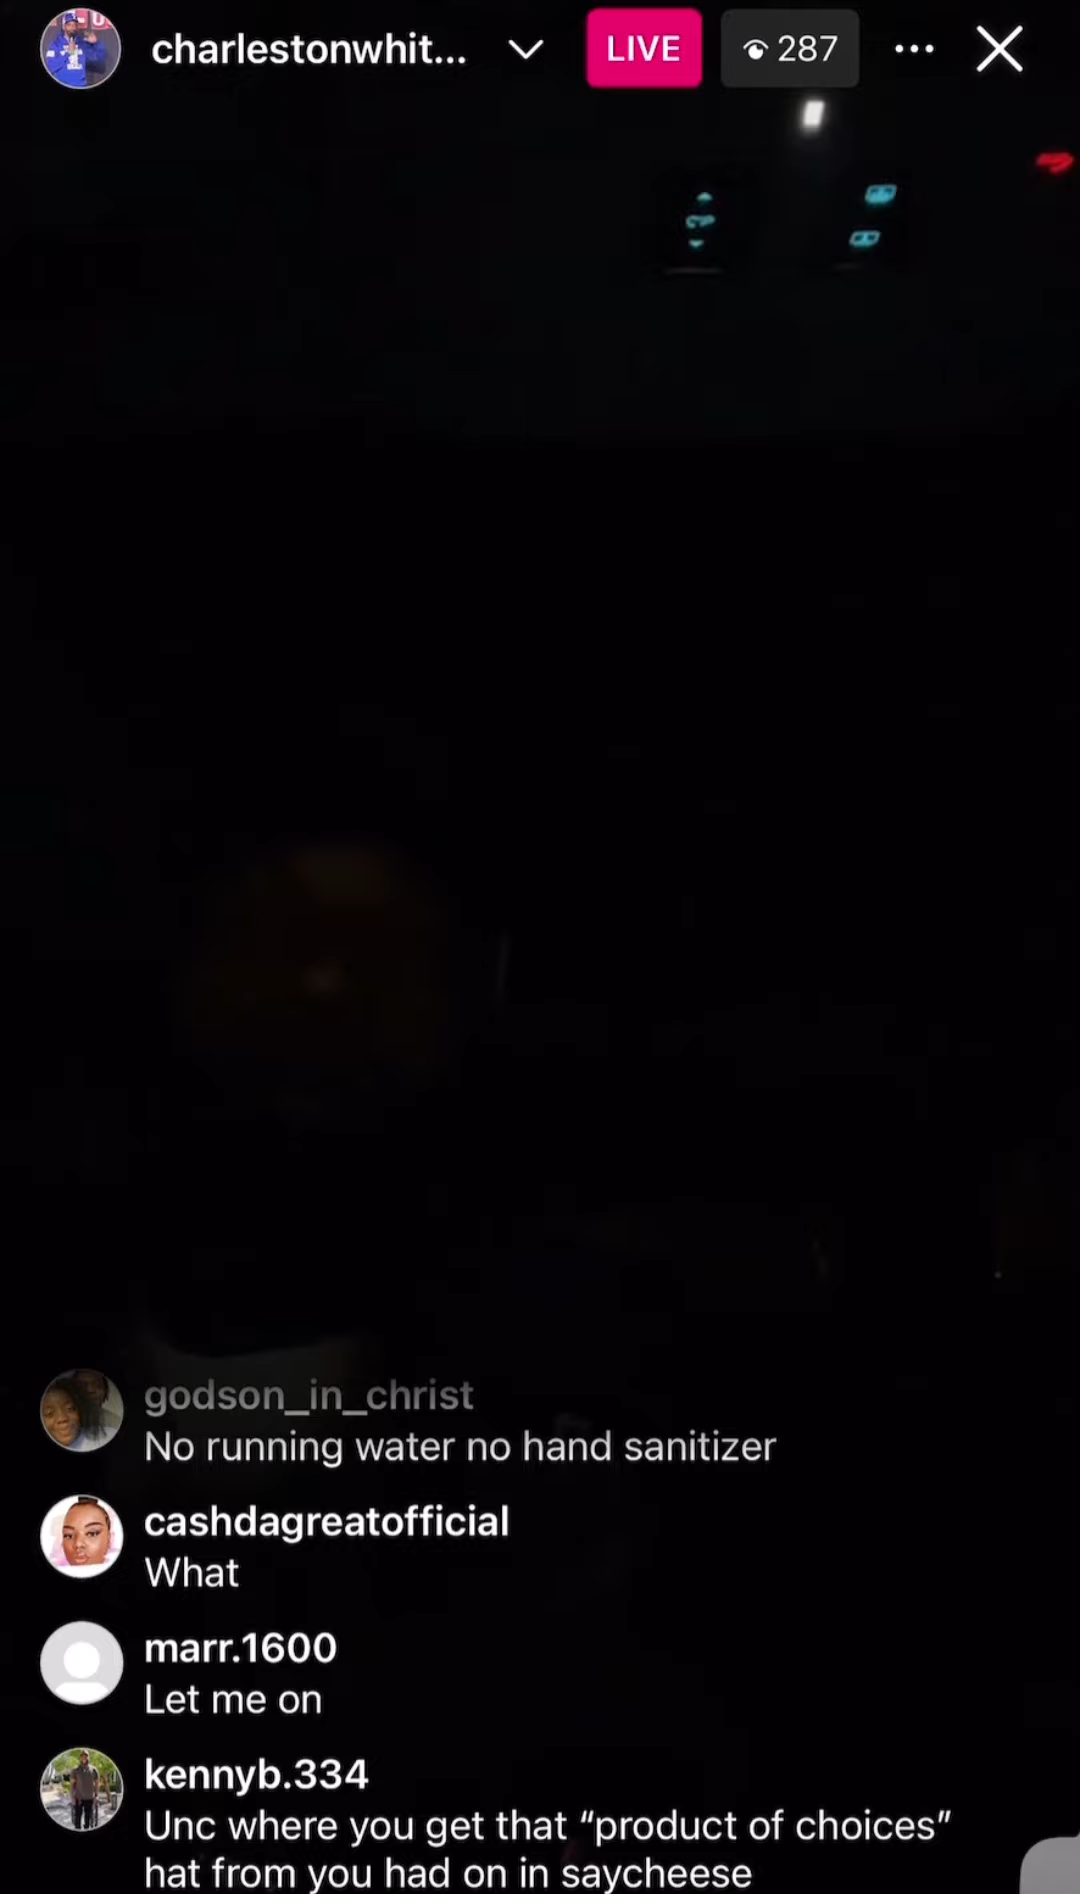 charlestonwhit...
LIVE
287
godson_in_christ
No running water no hand sanitizer
cashdagreatofficial
What
marr.1600
Let me on
kennyb.334
Unc where you get that “product of choices”
hat from you had on in saycheese